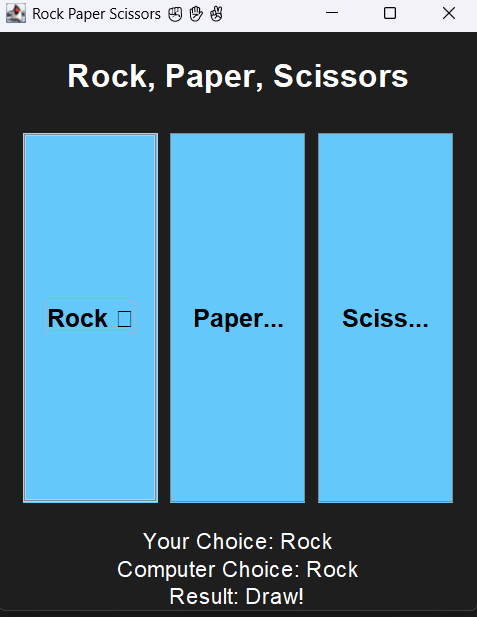 Rock Paper Scissors ✊ ✋ ✌
Rock, Paper, Scissors
Rock □ Paper... Sciss...
Your Choice: Rock
Computer Choice: Rock
Result: Draw!